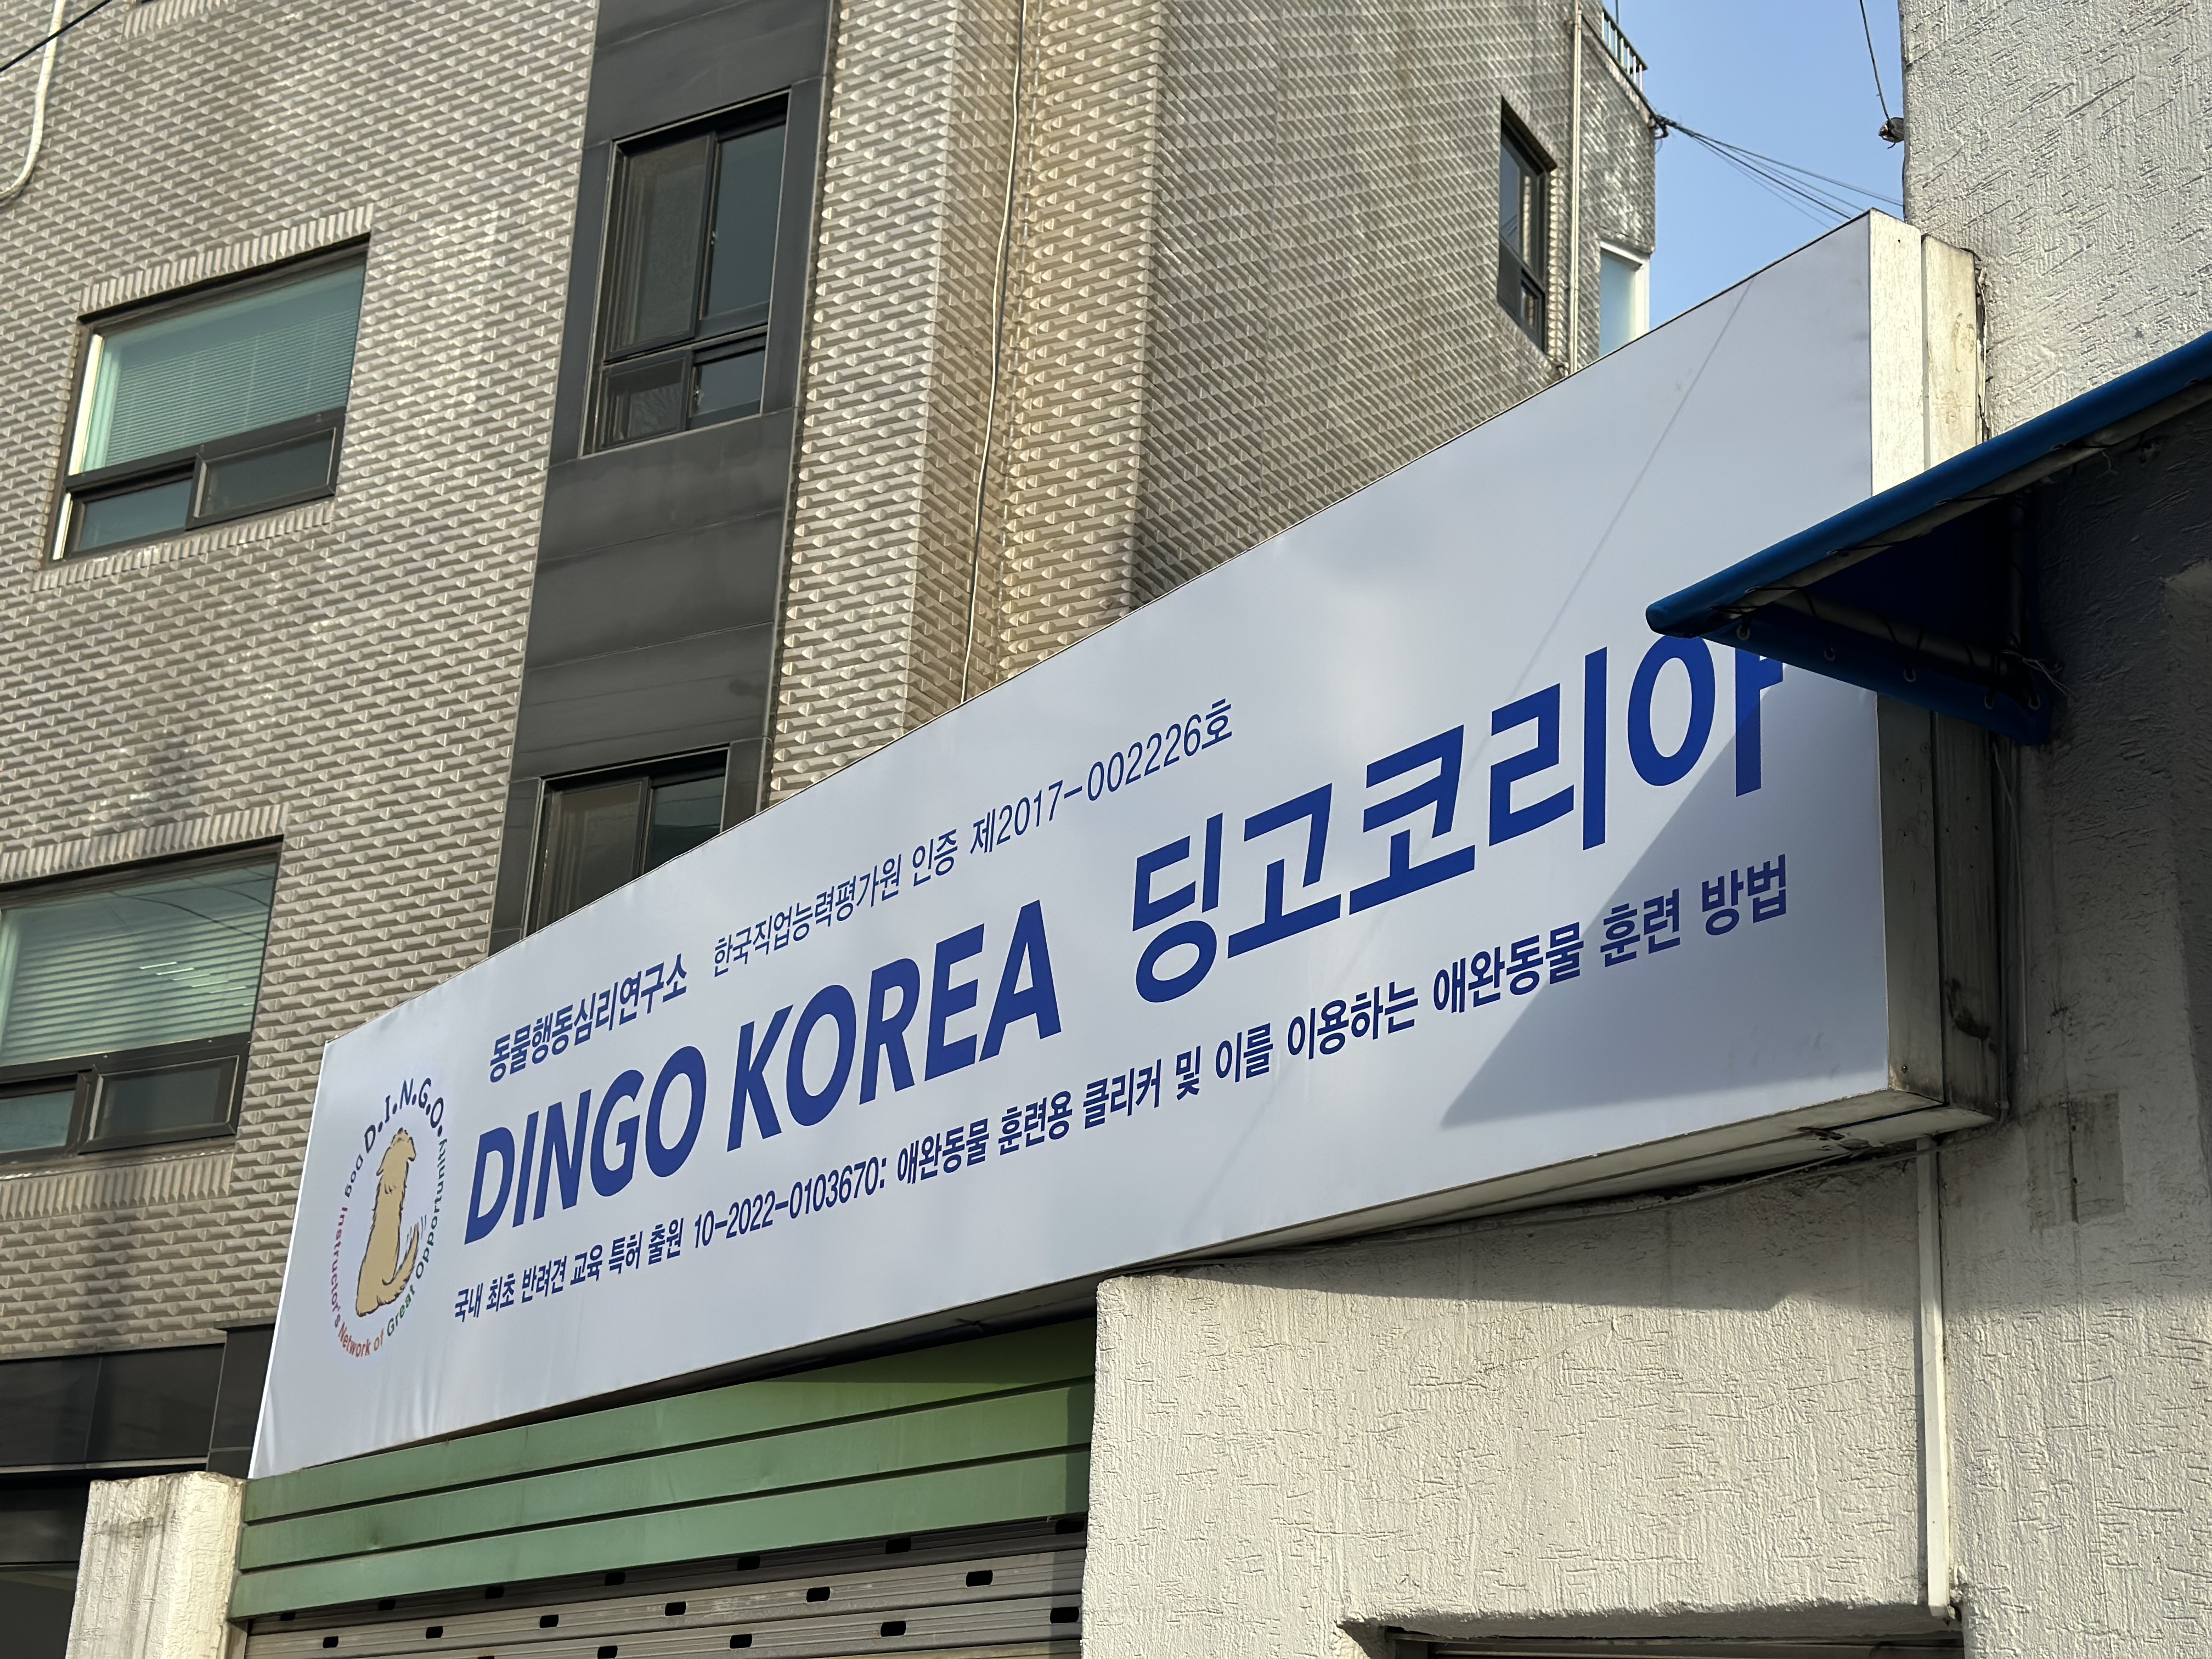 DOG D.I.N.G.O.
Instructor's Network of Great Opportunity
동물행동심리연구소 한국직업능력평가원 인증 제2017-002226호
DINGO KOREA 딩고코리아
국내 최초 반려견 교육 특허 출원 10-2022-0103670: 애완동물 훈련용 클리커 및 이를 이용하는 애완동물 훈련 방법